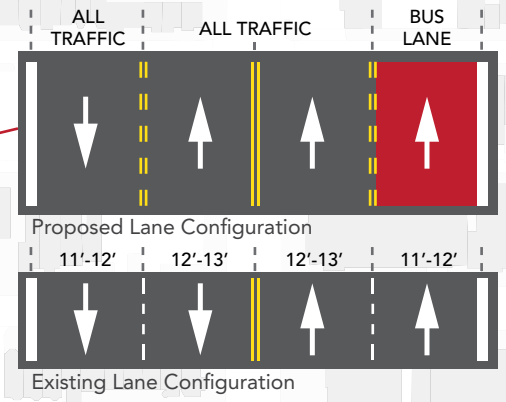 ALL
TRAFFIC
ALL TRAFFIC
BUS
LANE
Proposed Lane Configuration
11'-12' 12'-13' 12'-13' 11'-12'
Existing Lane Configuration